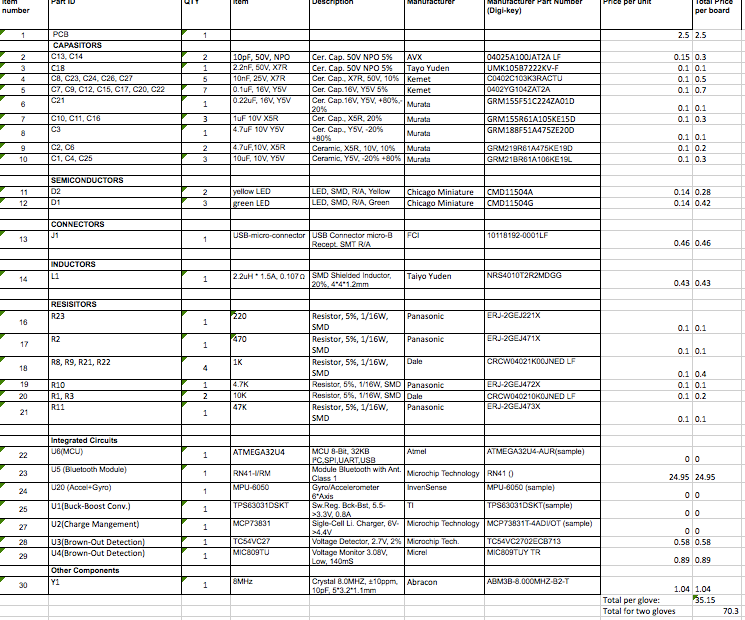 Item number Part ID QTY Item Description Manufacturer Manufacturer Part Number (Digi-key) Price per unit Total Price per board
1 PCB 1 2.5 2.5
CAPASITORS
2 C13, C14 2 10pF, 50V, NPO Cer. Cap. 50V NPO 5% AVX 04025A100JAT2A LF 0.15 0.3
3 C18 1 2.2nF, 50V, X7R Cer. Cap. 50V NPO 5% Tayo Yuden UMK105B7222KV-F 0.1 0.1
4 C8, C23, C24, C26, C27 5 10nF, 25V, X7R Cer. Cap., X7R, 50V, 10% Kemet C0402C103K3RACTU 0.1 0.5
5 C7, C9, C12, C15, C17, C20, C22 7 0.1uF, 16V, Y5V Cer. Cap.16V, Y5V 5% Kemet 0402YG104ZAT2A 0.1 0.7
6 C21 1 0.22uF, 16V, Y5V Cer. Cap.16V, Y5V, +80%,- 20% Murata GRM155F51C224ZA01D 0.1 0.1
7 C10, C11, C16 3 1uF 10V X5R Cer. Cap., X5R, 20% Murata GRM155R61A105KE15D 0.1 0.3
8 C3 1 4.7uF 10V Y5V Cer. Cap., Y5V, -20% +80% Murata GRM188F51A475ZE20D 0.1 0.1
9 C2, C6 2 4.7uF,10V, X5R Ceramic, X5R, 10V, 10% Murata GRM219R61A475KE19D 0.1 0.2
10 C1, C4, C25 3 10uF, 10V, Y5V Ceramic, Y5V, -20% +80% Murata GRM21BR61A106KE19L 0.1 0.3
SEMICONDUCTORS
11 D2 2 yellow LED LED, SMD, R/A, Yellow Chicago Miniature CMD11504A 0.14 0.28
12 D1 3 green LED LED, SMD, R/A, Green Chicago Miniature CMD11504G 0.14 0.42
CONNECTORS
13 J1 1 USB-micro-connector USB Connector micro-B Recept. SMT R/A FCI 10118192-0001LF 0.46 0.46
INDUCTORS
14 L1 1 2.2uH * 1.5A, 0.107Ω SMD Shielded Inductor, 20%, 4*4*1.2mm Taiyo Yuden NRS4010T2R2MDGG 0.43 0.43
RESISITORS
16 R23 1 220 Resistor, 5%, 1/16W, SMD Panasonic ERJ-2GEJ221X 0.1 0.1
17 R2 1 470 Resistor, 5%, 1/16W, SMD Panasonic ERJ-2GEJ471X 0.1 0.1
18 R8, R9, R21, R22 4 1K Resistor, 5%, 1/16W, SMD Dale CRCW04021K00JNED LF 0.1 0.4
19 R10 1 4.7K Resistor, 5%, 1/16W, SMD Panasonic ERJ-2GEJ472X 0.1 0.1
20 R1, R3 2 10K Resistor, 5%, 1/16W, SMD Dale CRCW040210K0JNED LF 0.1 0.2
21 R11 1 47K Resistor, 5%, 1/16W, SMD Panasonic ERJ-2GEJ473X 0.1 0.1
Integrated Circuits
22 U6(MCU) 1 ATMEGA32U4 MCU 8-Bit, 32KB I²C,SPI,UART,USB Atmel ATMEGA32U4-AUR(sample) 0 0
23 U5 (Bluetooth Module) 1 RN41-I/RM Module Bluetooth with Ant. Class 1 Microchip Technology RN41 () 24.95 24.95
24 U20 (Accel+Gyro) 1 MPU-6050 Gyro/Accelerometer 6*Axis InvenSense MPU-6050 (sample) 0 0
25 U1(Buck-Boost Conv.) 1 TPS63031DSKT Sw.Reg. Bck-Bst, 5.5->3.3V, 0.8A TI TPS63031DSKT(sample) 0 0
27 U2(Charge Mangement) 1 MCP73831 Sigle-Cell Li. Charger, 6V->4.4V Microchip Technology MCP73831T-4ADI/OT (sample) 0 0
28 U3(Brown-Out Detection) 1 TC54VC27 Voltage Detector, 2.7V, 2% Microchip Tech. TC54VC2702ECB713 0.58 0.58
29 U4(Brown-Out Detection) 1 MIC809TU Voltage Monitor 3.08V, Low, 140mS Micrel MIC809TUY TR 0.89 0.89
Other Components
30 Y1 1 8MHz Crystal 8.0MHZ, ±10ppm, 10pF, 5*3.2*1.1mm Abracon ABM3B-8.000MHZ-B2-T 1.04 1.04
Total per glove: 35.15
Total for two gloves 70.3